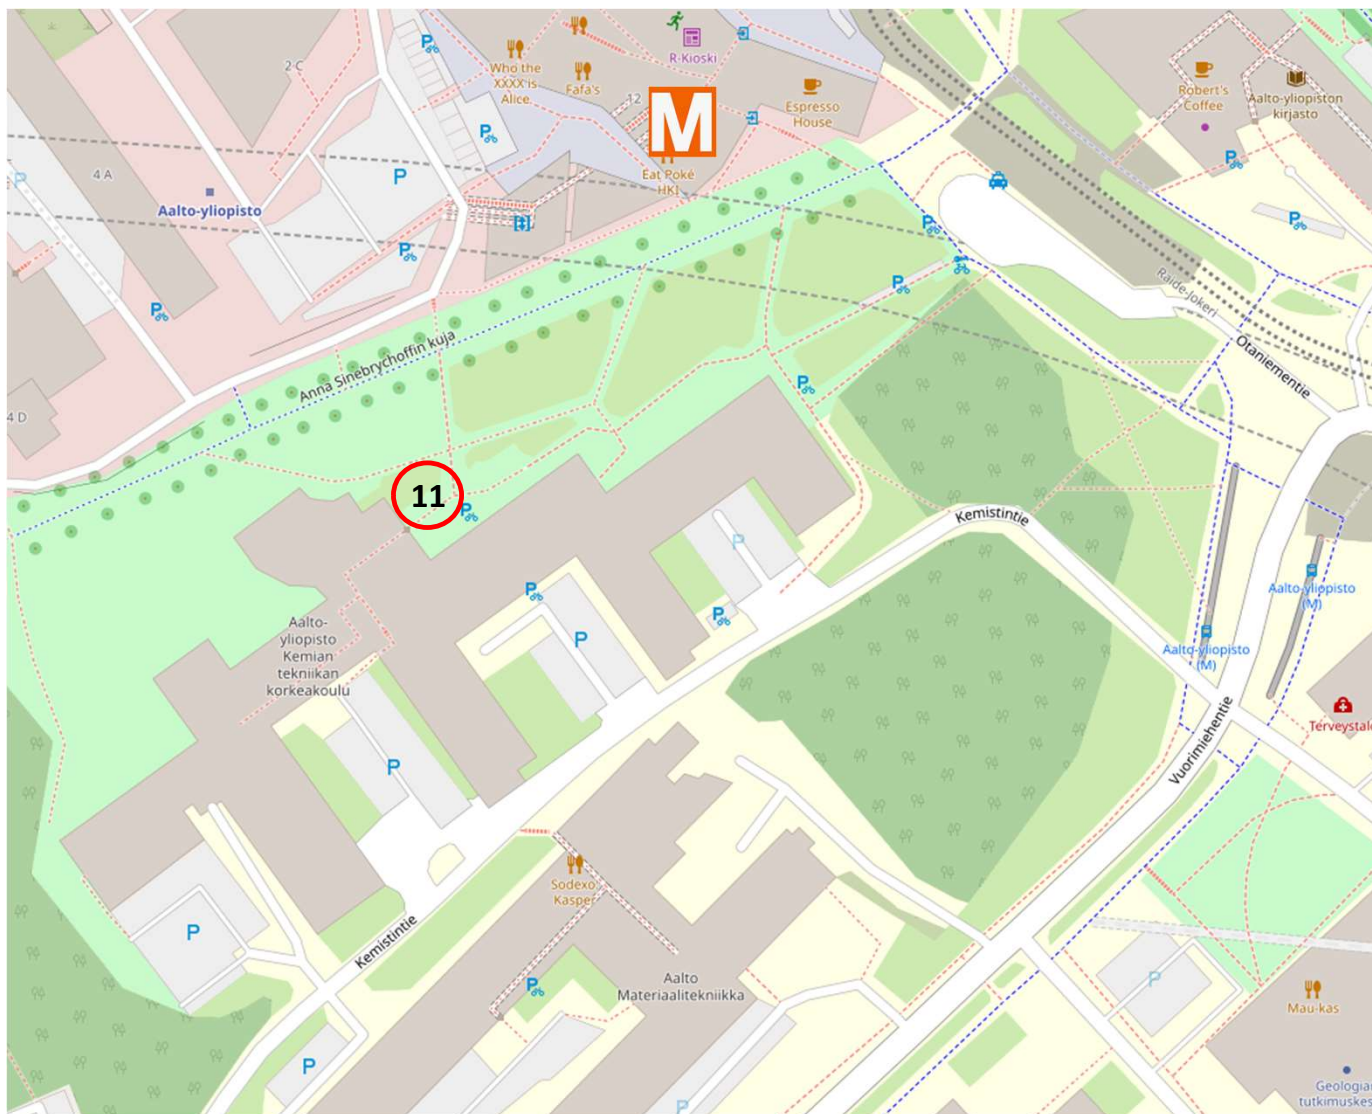 2 C
Who the
XXXX is
Alice.
Fafa's
R-Kioski
12
M
Espresso
House
Eat Poké
HKI
Robert's
Coffee
Aalto-yliopiston
kirjasto
P
4 A
P
Aalto-yliopisto
Raide-Jokeri
Otaniementie
Anna Sinebrychoffin kuja
4 D
11
Kemistintie
P
P
Aalto-yliopisto
(M)
Aalto-yliopisto
(M)
Aalto-
yliopisto
Kemian
tekniikan
korkeakoulu
Terveystalo
Vuorimiehentie
P
Sodexo
Kasper
P
Kemistintie
Aalto
Materiaalitekniikka
P
Mau-kas
P
P
Geologian
tutkimuskes